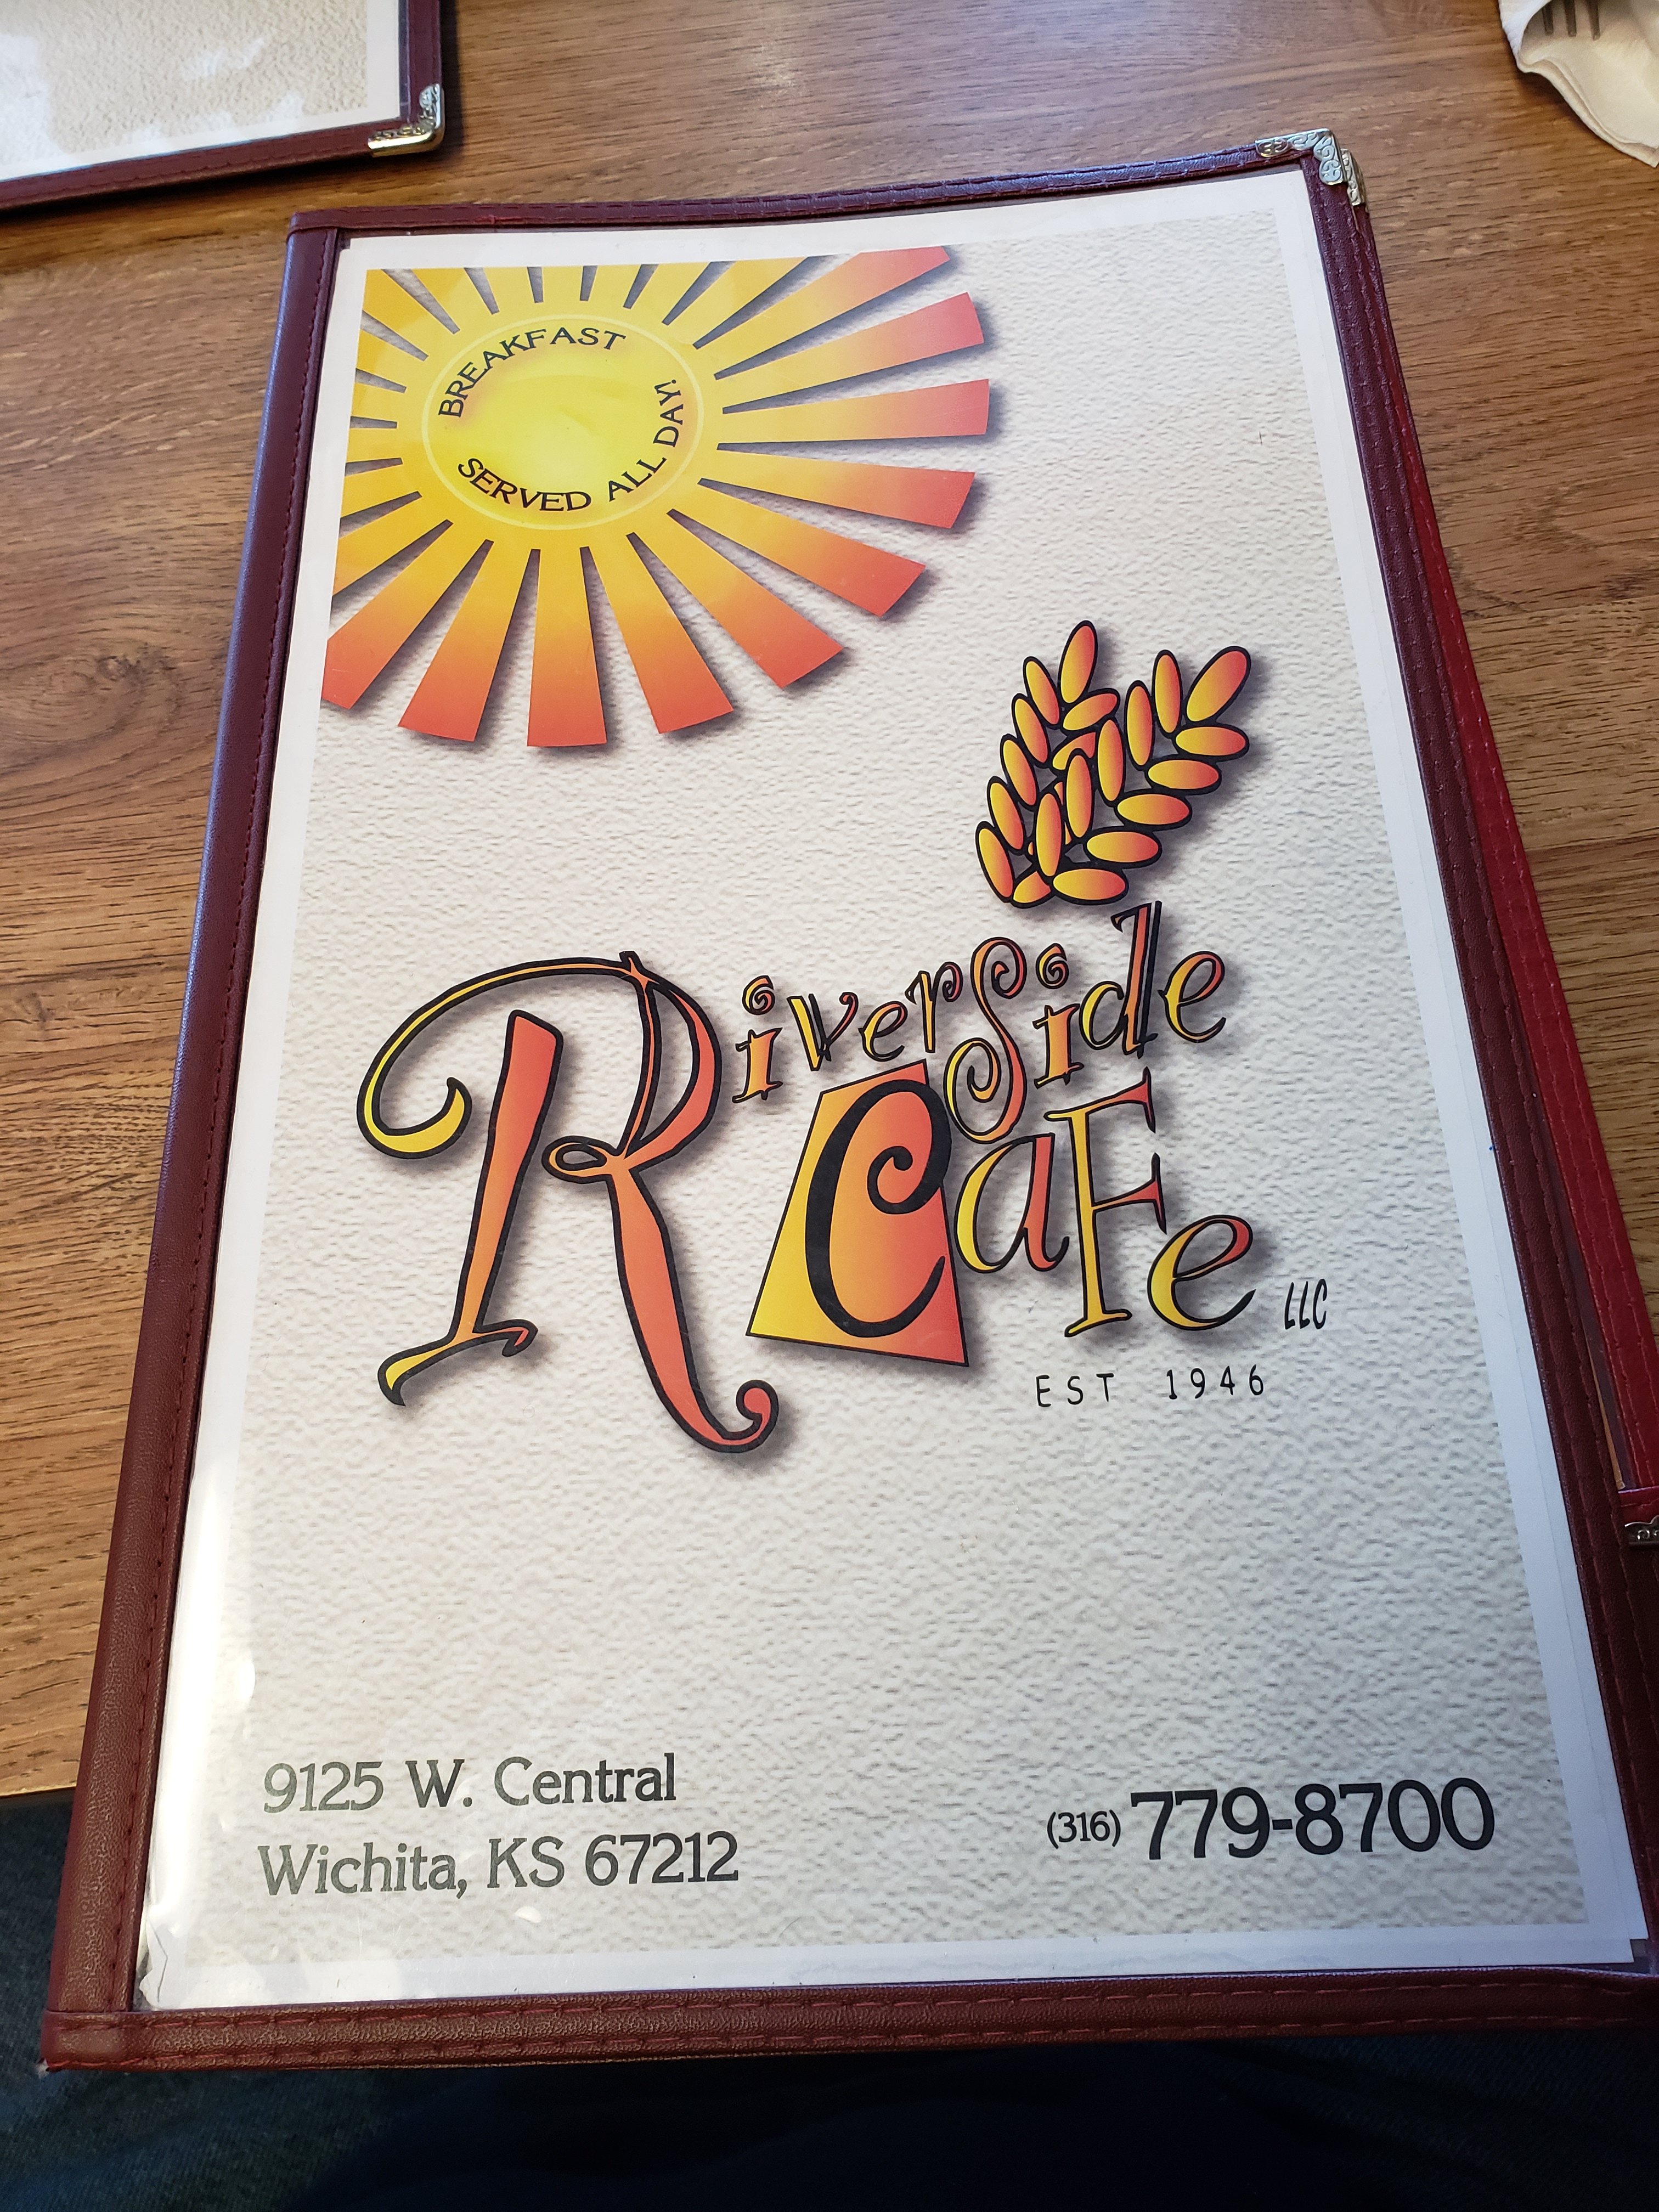 BREAKFAST
SERVED ALL DAY!
Riverside
CaFe LLC
EST 1946
9125 W. Central
Wichita, KS 67212
(316) 779-8700